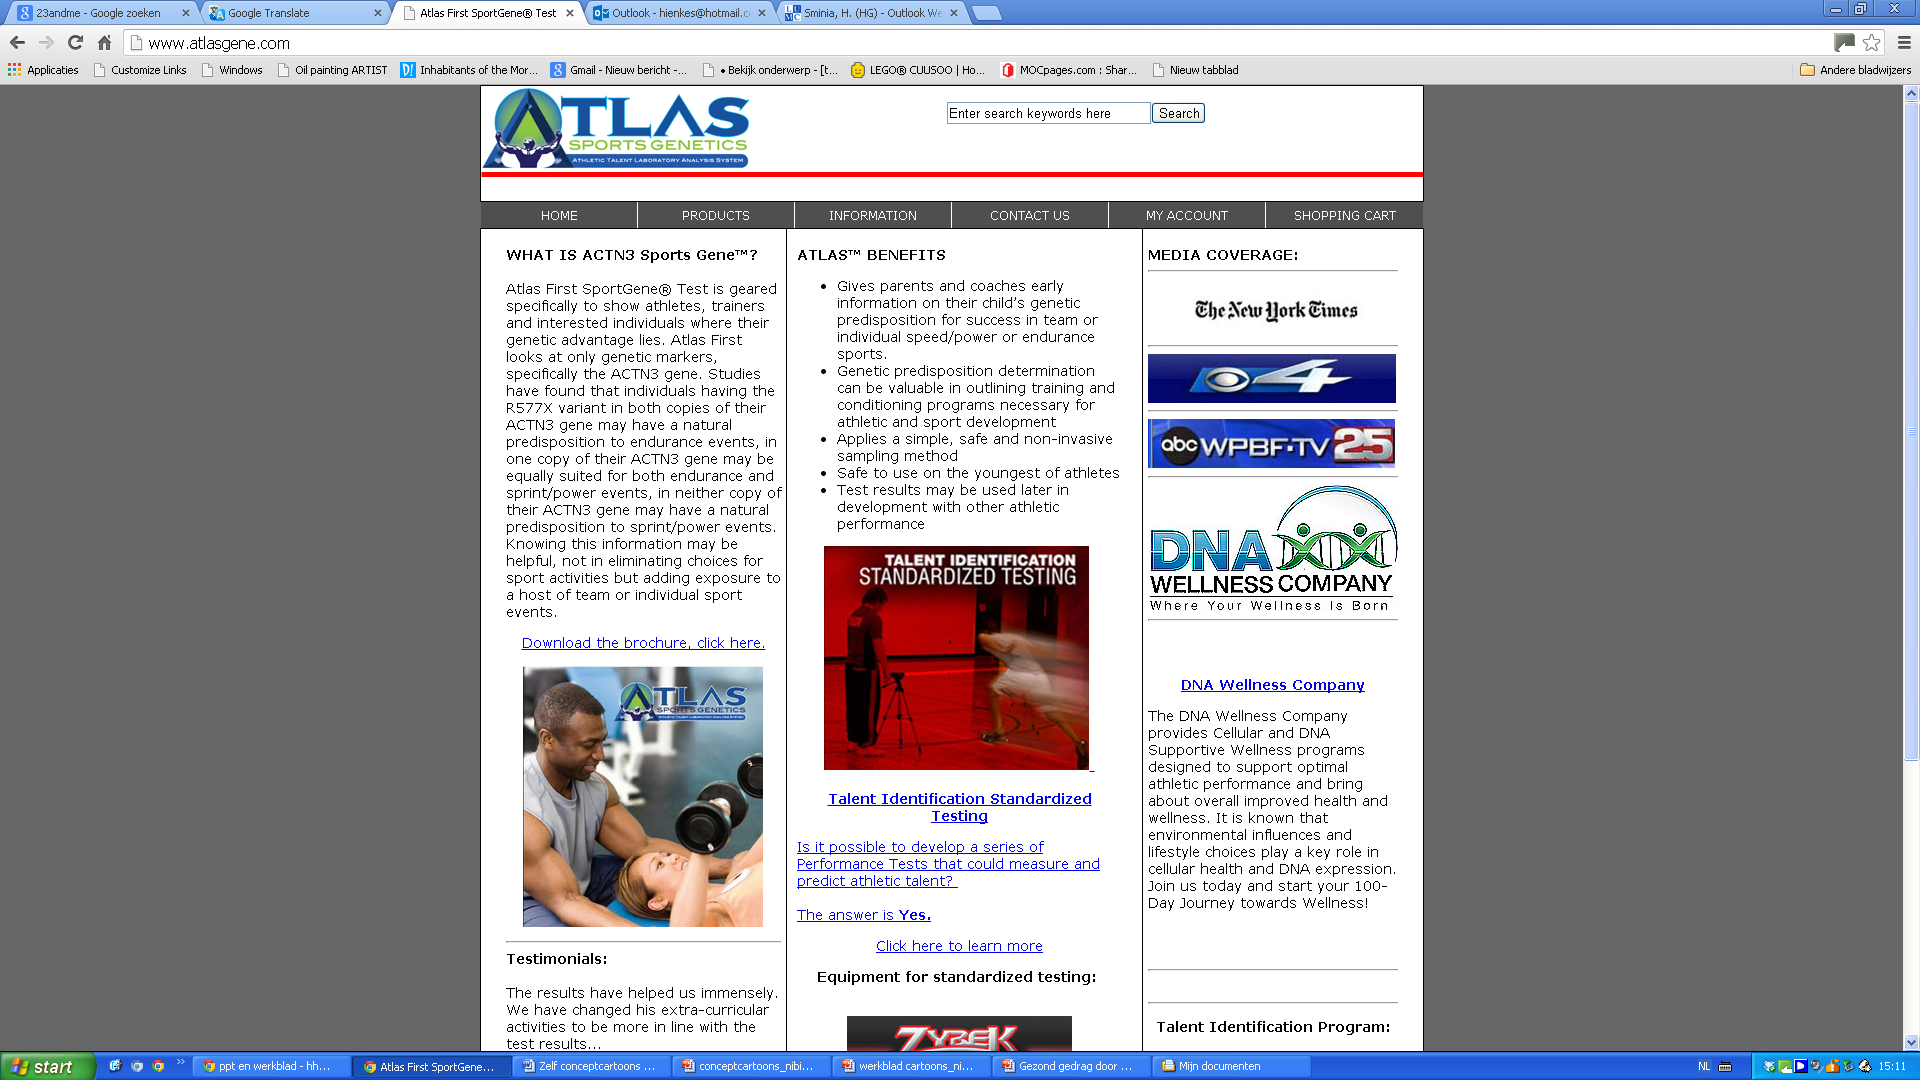 23andme - Google zoeken
Google Translate
Atlas First SportGene® Test
Outlook - hienkes@hotmail.c
Sminia, H. (HG) - Outlook We
www.atlasgene.com
Applicaties
Customize Links
Windows
Oil painting ARTIST
Inhabitants of the Mor...
Gmail - Nieuw bericht -...
• Bekijk onderwerp - [t...
LEGO® CUUSOO | Ho...
MOCpages.com : Shar...
Nieuw tabblad
Andere bladwijzers
ATLAS
SPORTS GENETICS
ATHLETIC TALENT LABORATORY ANALYSIS SYSTEM
Enter search keywords here
Search
HOME
PRODUCTS
INFORMATION
CONTACT US
MY ACCOUNT
SHOPPING CART
WHAT IS ACTN3 Sports Gene™?
Atlas First SportGene® Test is geared
specifically to show athletes, trainers
and interested individuals where their
genetic advantage lies. Atlas First
looks at only genetic markers,
specifically the ACTN3 gene. Studies
have found that individuals having the
R577X variant in both copies of their
ACTN3 gene may have a natural
predisposition to endurance events, in
one copy of their ACTN3 gene may be
equally suited for both endurance and
sprint/power events, in neither copy of
their ACTN3 gene may have a natural
predisposition to sprint/power events.
Knowing this information may be
helpful, not in eliminating choices for
sport activities but adding exposure to
a host of team or individual sport
events.
Download the brochure, click here.
ATLAS
SPORTS GENETICS
ATHLETIC TALENT LABORATORY ANALYSIS SYSTEM
Testimonials:
The results have helped us immensely.
We have changed his extra-curricular
activities to be more in line with the
test results...
ATLAS™ BENEFITS
• Gives parents and coaches early
information on their child's genetic
predisposition for success in team or
individual speed/power or endurance
sports.
• Genetic predisposition determination
can be valuable in outlining training and
conditioning programs necessary for
athletic and sport development
• Applies a simple, safe and non-invasive
sampling method
• Safe to use on the youngest of athletes
• Test results may be used later in
development with other athletic
performance
TALENT IDENTIFICATION
STANDARDIZED TESTING
Talent Identification Standardized
Testing
Is it possible to develop a series of
Performance Tests that could measure and
predict athletic talent?
The answer is Yes.
Click here to learn more
Equipment for standardized testing:
ZYBEK
MEDIA COVERAGE:
The New York Times
4
abc WPBF·TV 25
DNA
WELLNESS COMPANY
Where Your Wellness Is Born
DNA Wellness Company
The DNA Wellness Company
provides Cellular and DNA
Supportive Wellness programs
designed to support optimal
athletic performance and bring
about overall improved health and
wellness. It is known that
environmental influences and
lifestyle choices play a key role in
cellular health and DNA expression.
Join us today and start your 100-
Day Journey towards Wellness!
Talent Identification Program:
start
ppt en werkblad - hh...
Atlas First SportGene...
Zelf conceptcartoons ...
conceptcartoons_nibi...
werkblad cartoons_ni...
Gezond gedrag door ...
Mijn documenten
NL
15:11